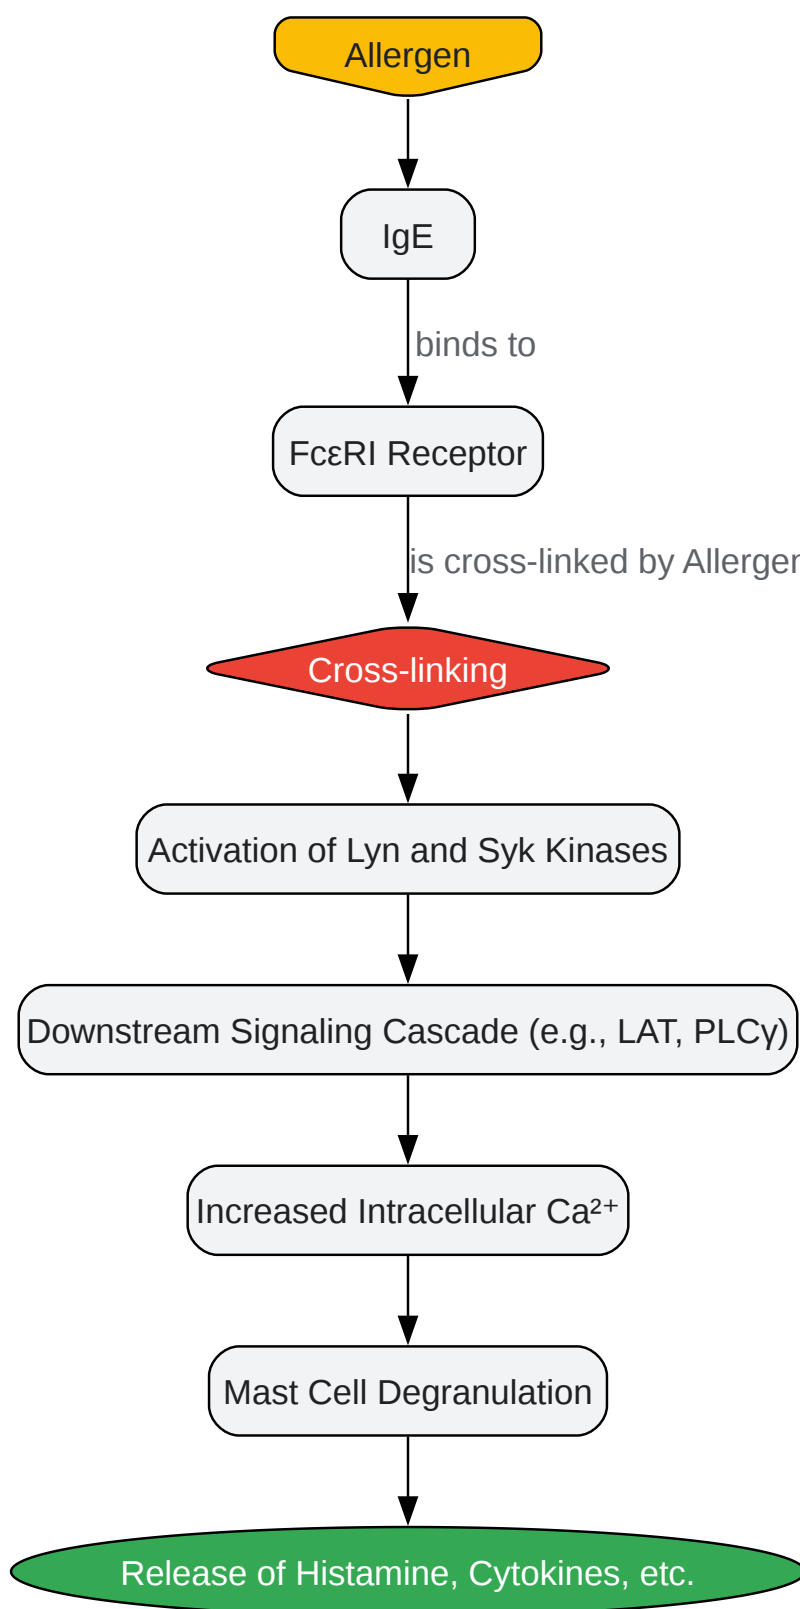 Allergen
IgE
binds to
FcεRI Receptor
is cross-linked by Allergen
Cross-linking
Activation of Lyn and Syk Kinases
Downstream Signaling Cascade (e.g., LAT, PLCγ)
Increased Intracellular Ca²⁺
Mast Cell Degranulation
Release of Histamine, Cytokines, etc.